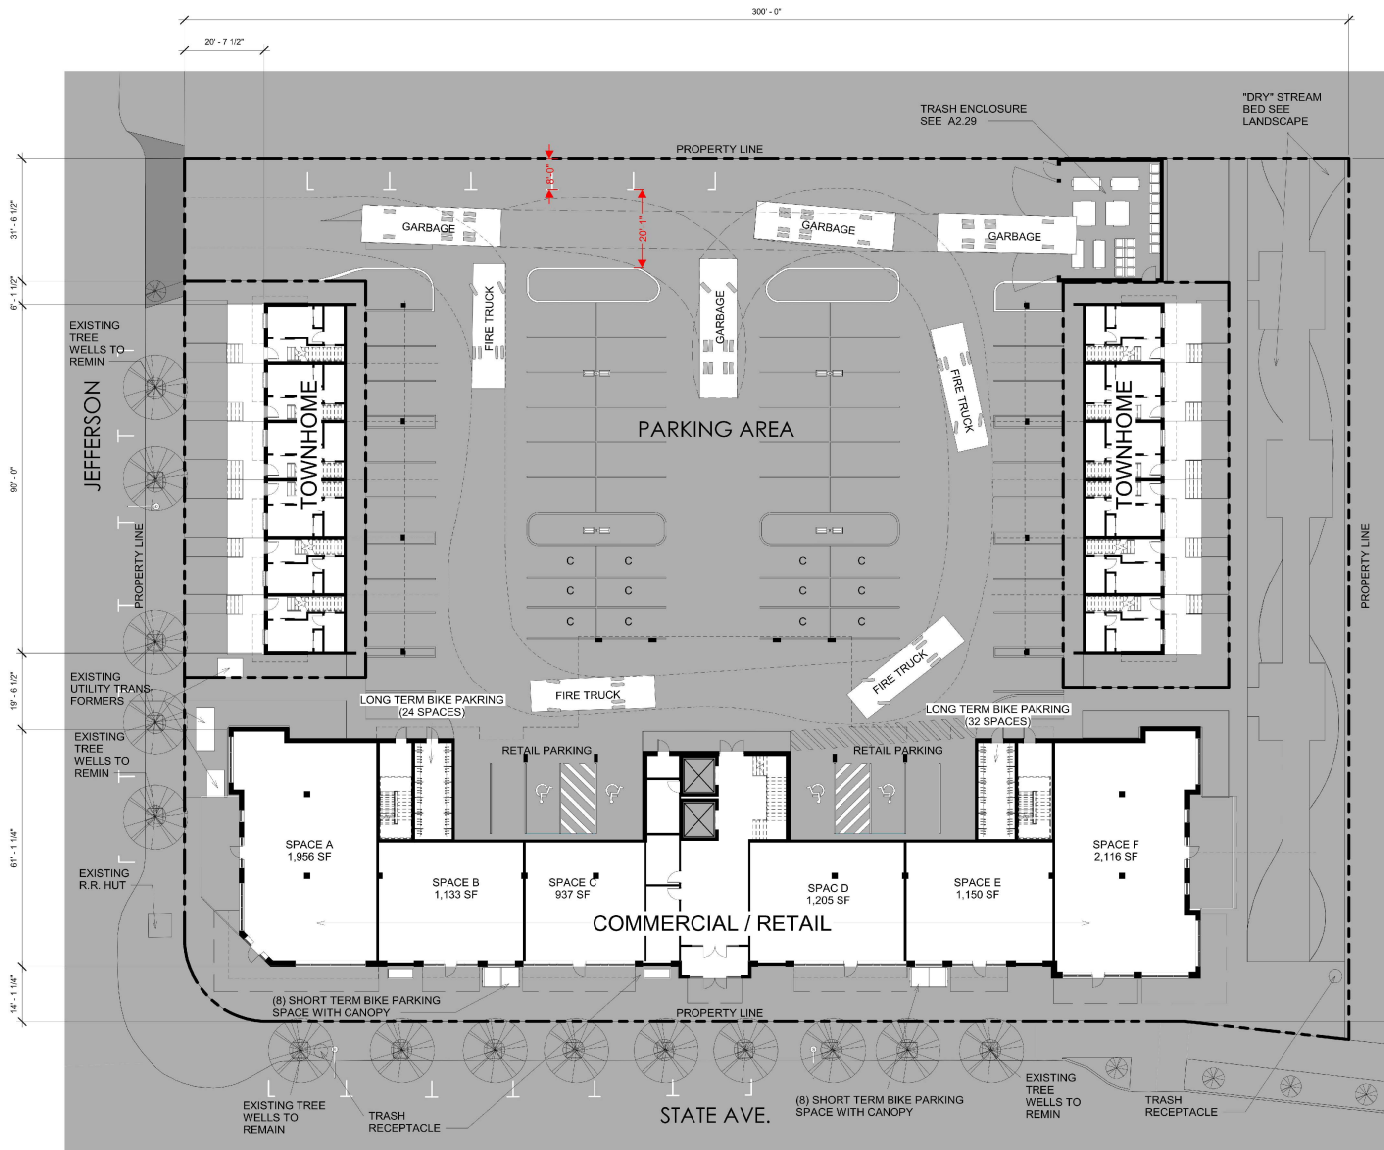 300' - 0"
20' - 7 1/2"
"DRY" STREAM
BED SEE
LANDSCAPE
TRASH ENCLOSURE
SEE A2.29
PROPERTY LINE
8'-0"
20' 1"
31' - 6 1/2"
GARBAGE
GARBAGE
GARBAGE
6' - 1 1/2"
FIRE TRUCK
GARBAGE
EXISTING
TREE
WELLS TO
REMIN
FIRE TRUCK
JEFFERSON
TOWNHOME
PARKING AREA
TOWNHOME
90' - 0"
PROPERTY LINE
PROPERTY LINE
C C C C
C C C C
C C C C
EXISTING
UTILITY TRANS-
FORMERS
19' - 6 1/2"
FIRE TRUCK
FIRE TRUCK
LONG TERM BIKE PAKRING
(24 SPACES)
LONG TERM BIKE PAKRING
(32 SPACES)
EXISTING
TREE
WELLS TO
REMIN
RETAIL PARKING
RETAIL PARKING
61' - 1 1/4"
SPACE A
1,956 SF
SPACE F
2,116 SF
EXISTING
R.R. HUT
SPACE B
1,133 SF
SPACE C
937 SF
SPAC D
1,205 SF
SPACE E
1,150 SF
COMMERCIAL / RETAIL
14' - 1 1/4"
(8) SHORT TERM BIKE PARKING
SPACE WITH CANOPY
PROPERTY LINE
EXISTING TREE
WELLS TO
REMAIN
TRASH
RECEPTACLE
STATE AVE.
(8) SHORT TERM BIKE PARKING
SPACE WITH CANOPY
EXISTING
TREE
WELLS TO
REMIN
TRASH
RECEPTACLE